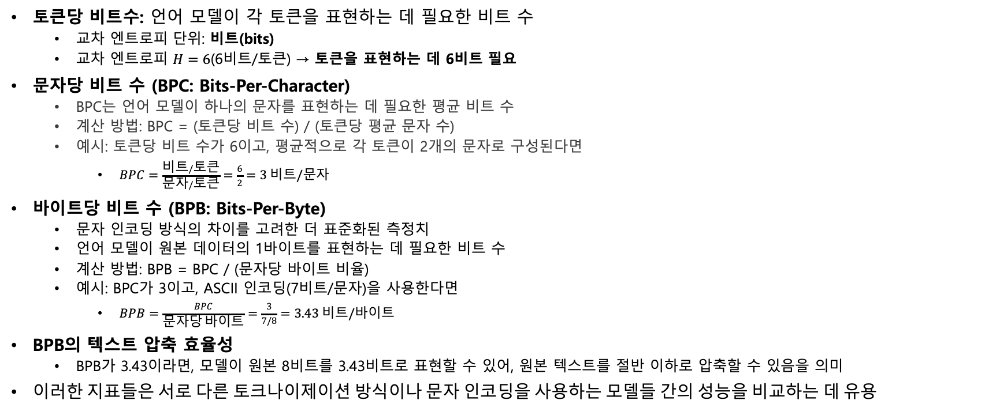 • 토큰당 비트수: 언어 모델이 각 토큰을 표현하는 데 필요한 비트 수
• 교차 엔트로피 단위: 비트(bits)
• 교차 엔트로피 H = 6(6비트/토큰) → 토큰을 표현하는 데 6비트 필요
• 문자당 비트 수 (BPC: Bits-Per-Character)
• BPC는 언어 모델이 하나의 문자를 표현하는 데 필요한 평균 비트 수
• 계산 방법: BPC = (토큰당 비트 수) / (토큰당 평균 문자 수)
• 예시: 토큰당 비트 수가 6이고, 평균적으로 각 토큰이 2개의 문자로 구성된다면
• BPC = 비트/토큰 / 문자/토큰 = 6/2 = 3 비트/문자
• 바이트당 비트 수 (BPB: Bits-Per-Byte)
• 문자 인코딩 방식의 차이를 고려한 더 표준화된 측정치
• 언어 모델이 원본 데이터의 1바이트를 표현하는 데 필요한 비트 수
• 계산 방법: BPB = BPC / (문자당 바이트 비율)
• 예시: BPC가 3이고, ASCII 인코딩(7비트/문자)을 사용한다면
• BPB = BPC / 문자당 바이트 = 3 / 7/8 = 3.43 비트/바이트
• BPB의 텍스트 압축 효율성
• BPB가 3.43이라면, 모델이 원본 8비트를 3.43비트로 표현할 수 있어, 원본 텍스트를 절반 이하로 압축할 수 있음을 의미
• 이러한 지표들은 서로 다른 토크나이제이션 방식이나 문자 인코딩을 사용하는 모델들 간의 성능을 비교하는 데 유용